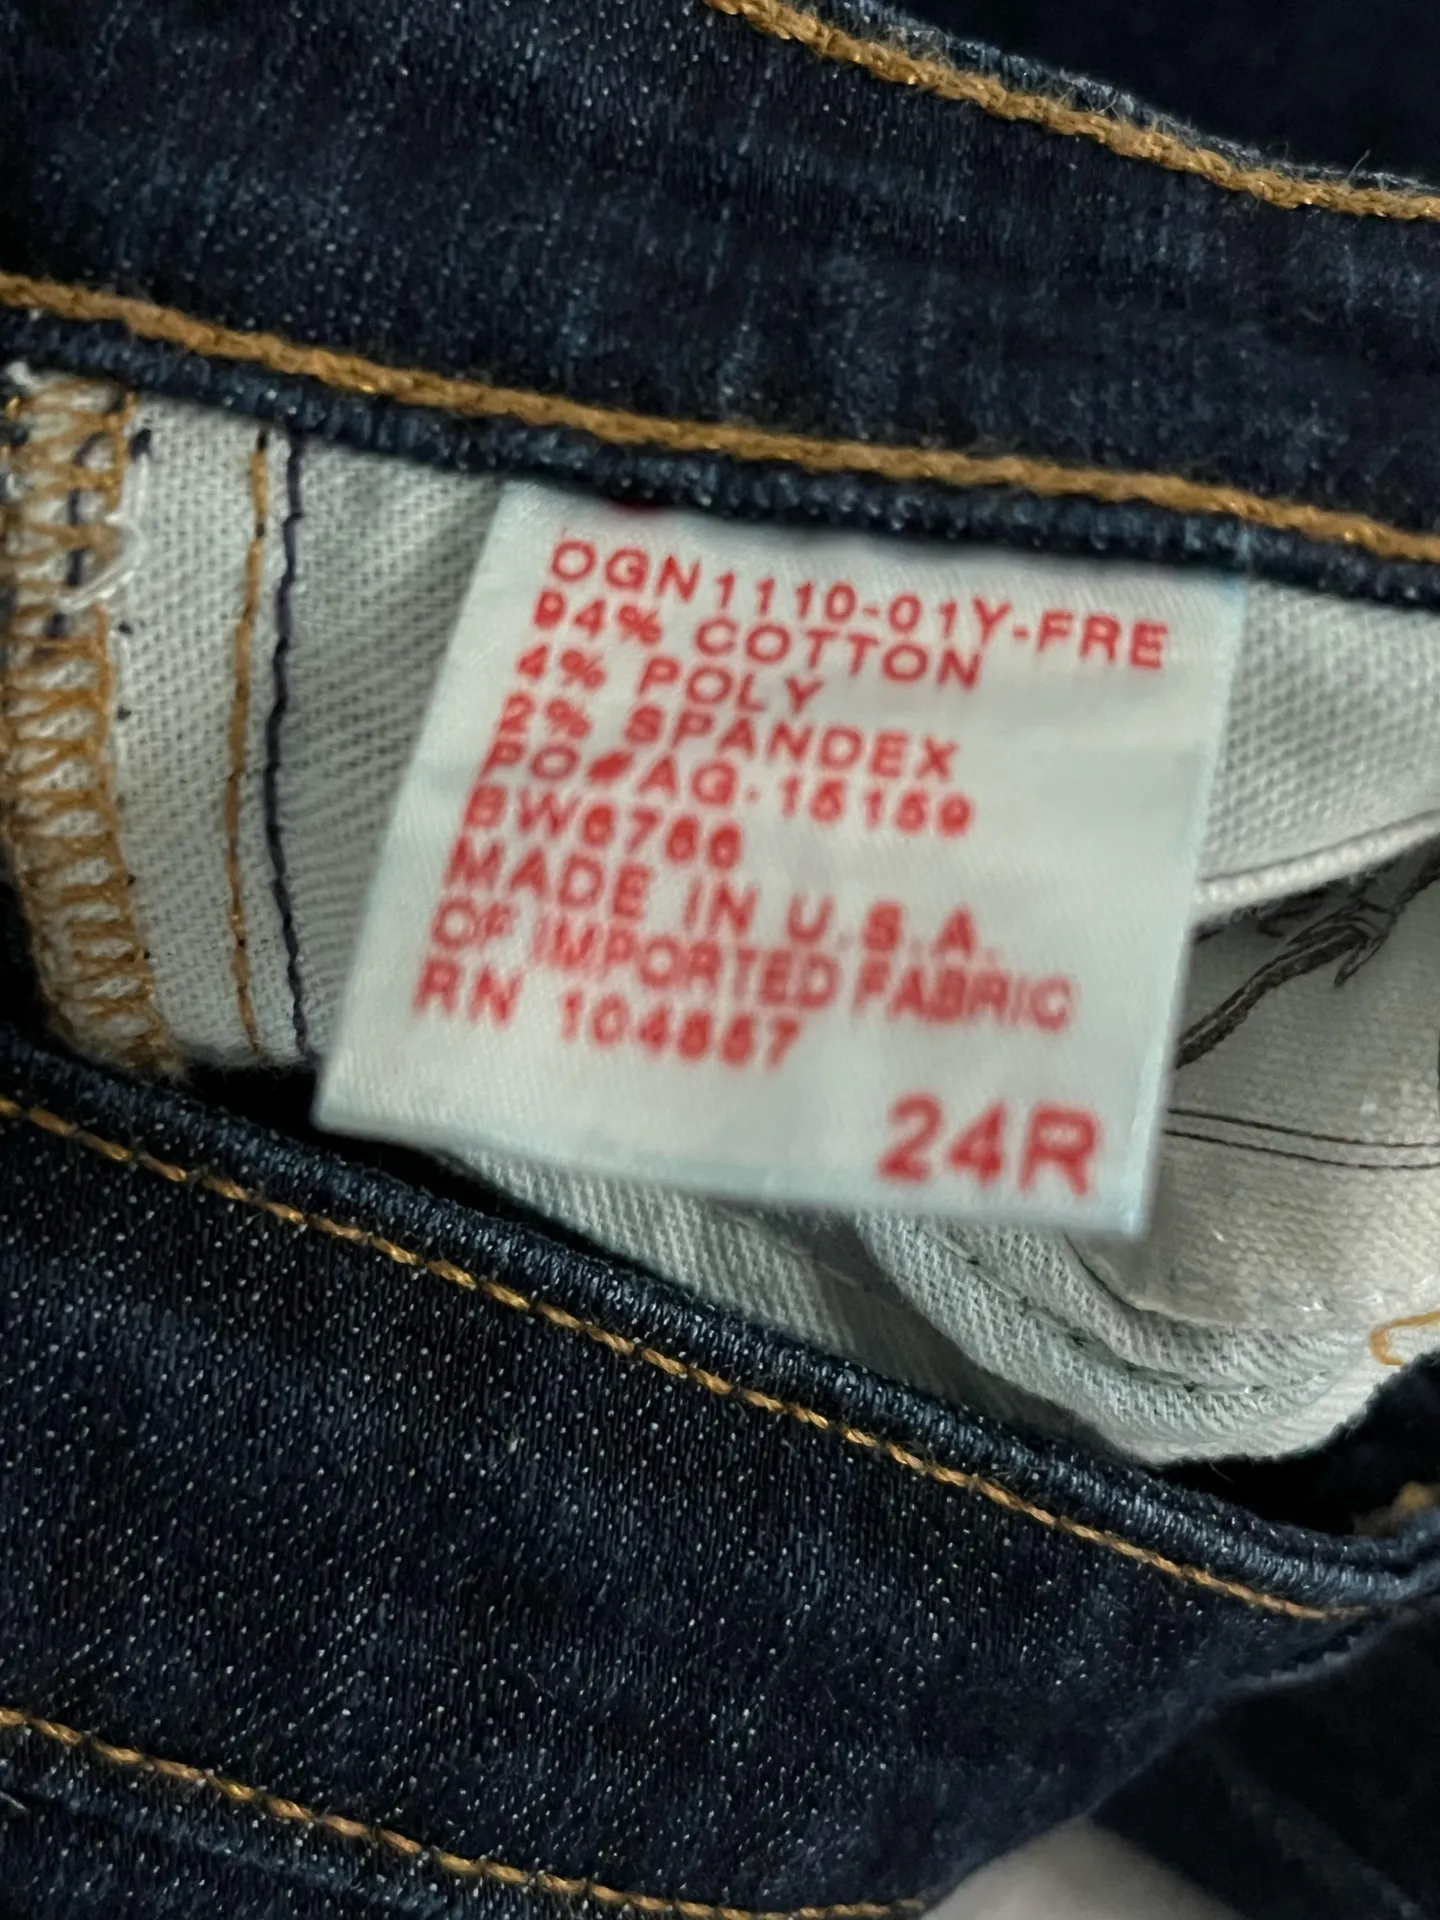 DGN1110-01Y-FRE
94% COTTON
4% POLY
2% SPANDEX
PO#AG-15159
BW6766
MADE IN U.S.A.
OF IMPORTED FABRIC
RN 104857
24R